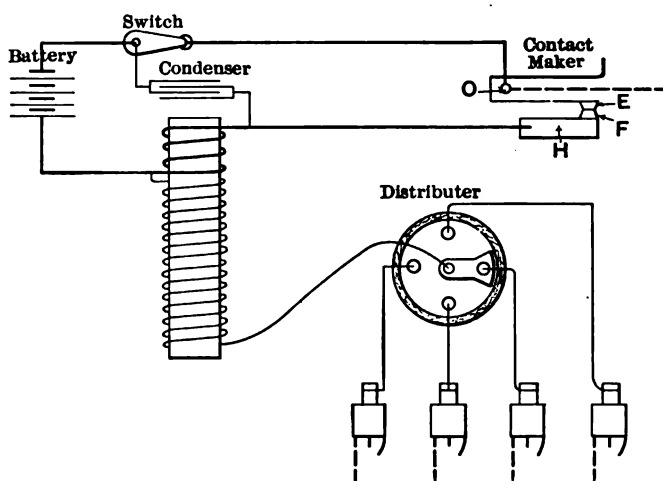 Switch
Battery
Condenser
Contact
Maker
O
E
F
H
Distributer